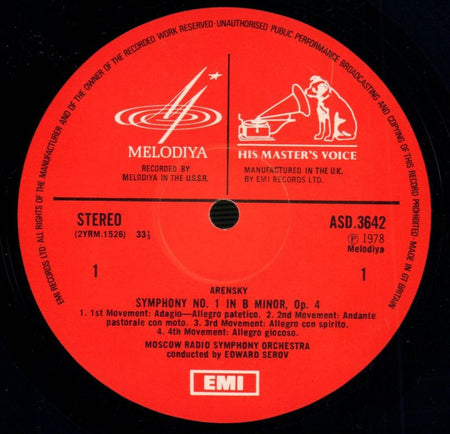 EMI RECORDS LTD ALL RIGHTS OF THE MANUFACTURER AND OF THE OWNER OF THE RECORDED WORK RESERVED UNAUTHORISED PUBLIC PERFORMANCE BROADCASTING AND COPYING OF THIS RECORD PROHIBITED MADE IN GT BRITAIN
MELODIYA
RECORDED BY
MELODIYA IN THE U.S.S.R.
HIS MASTER'S VOICE
MANUFACTURED IN THE U.K.
BY EMI RECORDS LTD.
STEREO
(2YRM.1526) 33⅓
ASD.3642
Ⓟ 1978
Melodiya
1
1
ARENSKY
SYMPHONY NO. 1 IN B MINOR, Op. 4
1. 1st Movement: Adagio—Allegro patetico. 2. 2nd Movement: Andante
pastorale con moto. 3. 3rd Movement: Allegro con spirito.
4. 4th Movement: Allegro giocoso.
MOSCOW RADIO SYMPHONY ORCHESTRA
conducted by EDWARD SEROV
EMI